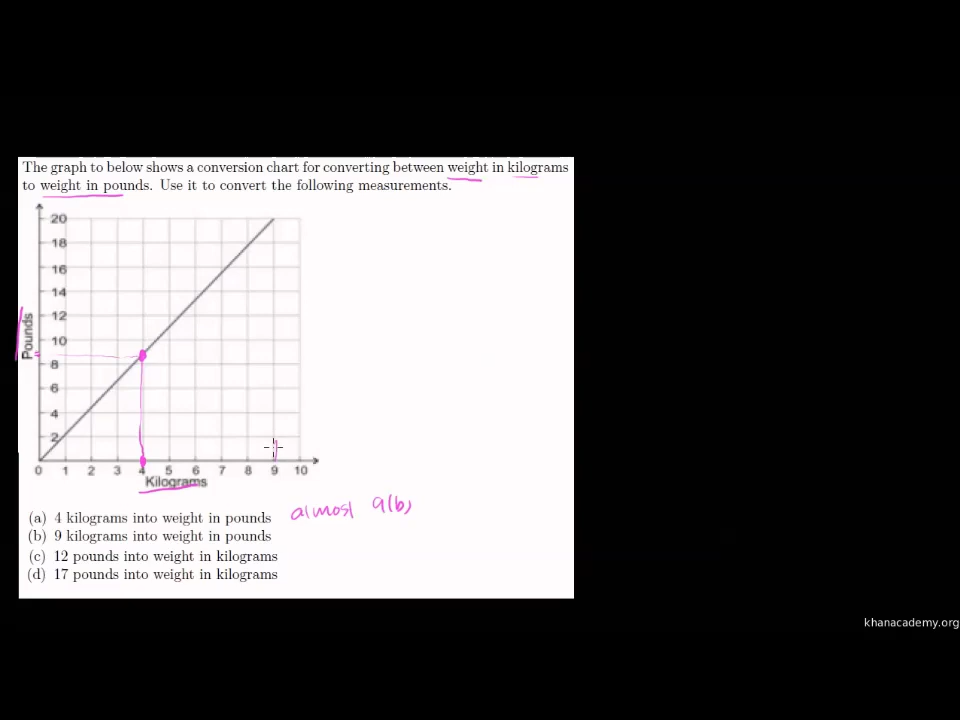 The graph to below shows a conversion chart for converting between weight in kilograms
to weight in pounds. Use it to convert the following measurements.
20
18
16
14
12
10
8
6
4
2
Pounds
0 1 2 3 4 5 6 7 8 9 10
Kilograms
(a) 4 kilograms into weight in pounds almost 9lbs
(b) 9 kilograms into weight in pounds
(c) 12 pounds into weight in kilograms
(d) 17 pounds into weight in kilograms
khanacademy.org